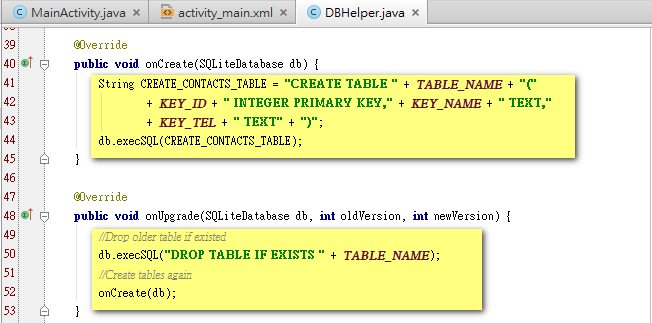 MainActivity.java × activity_main.xml × DBHelper.java ×
39 @Override
40 public void onCreate(SQLiteDatabase db) {
41 String CREATE_CONTACTS_TABLE = "CREATE TABLE " + TABLE_NAME + "("
42 + KEY_ID + " INTEGER PRIMARY KEY," + KEY_NAME + " TEXT,"
43 + KEY_TEL + " TEXT" + ")";
44 db.execSQL(CREATE_CONTACTS_TABLE);
45 }
46
47 @Override
48 public void onUpgrade(SQLiteDatabase db, int oldVersion, int newVersion) {
49 //Drop older table if existed
50 db.execSQL("DROP TABLE IF EXISTS " + TABLE_NAME);
51 //Create tables again
52 onCreate(db);
53 }